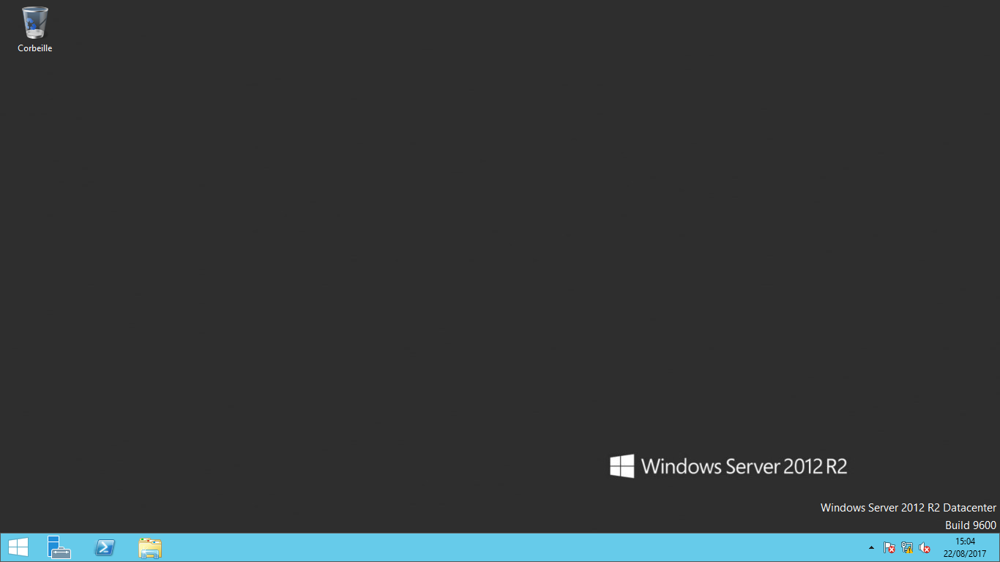 Corbeille
Windows Server 2012 R2
Windows Server 2012 R2 Datacenter
Build 9600
15:04
22/08/2017